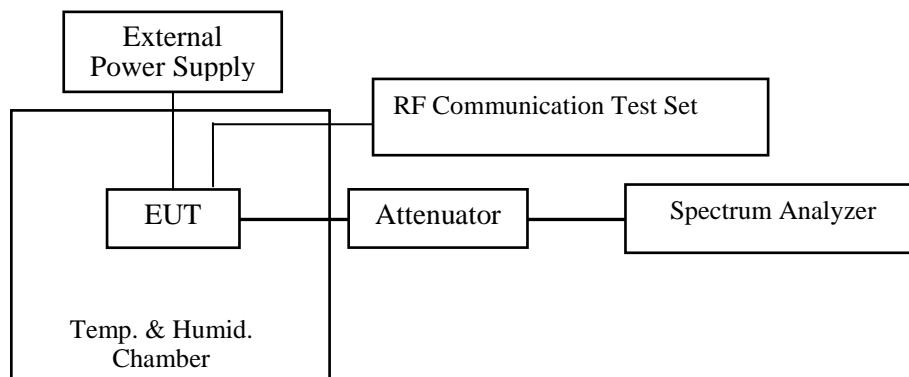 External
Power Supply
RF Communication Test Set
EUT
Attenuator
Spectrum Analyzer
Temp. & Humid.
Chamber